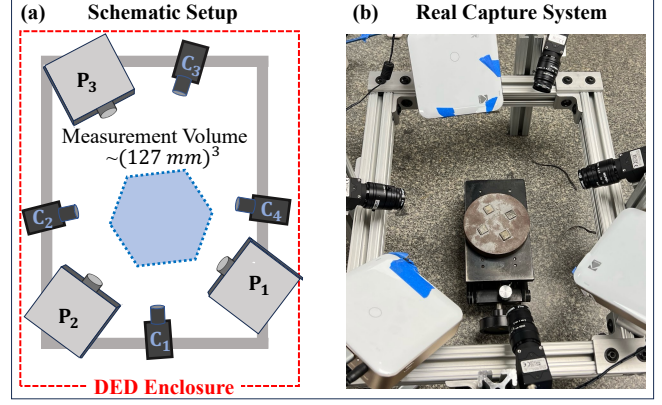 (a) Schematic Setup
(b) Real Capture System
P₃
C₃
Measurement Volume
~(127 mm)³
C₂
C₄
P₁
P₂
C₁
DED Enclosure